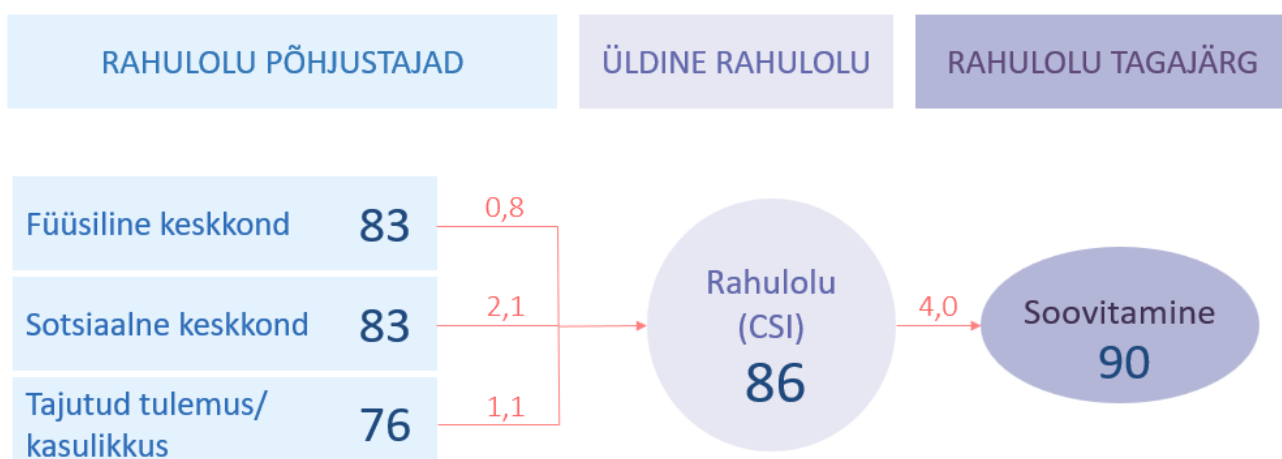 RAHULOLU PÕHJUSTAJAD
ÜLDINE RAHULOLU
RAHULOLU TAGAJÄRG
Füüsiline keskkond 83
0,8
Sotsiaalne keskkond 83
2,1
Tajutud tulemus/
kasulikkus 76
1,1
Rahulolu
(CSI)
86
4,0
Soovitamine
90